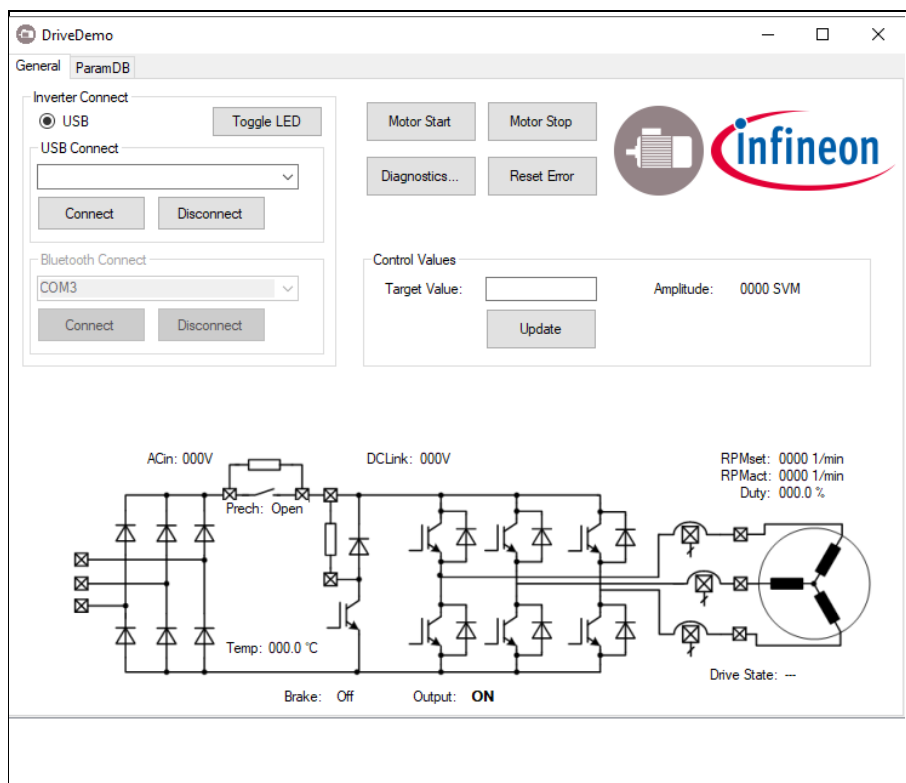 DriveDemo
General ParamDB
Inverter Connect
USB
Toggle LED
USB Connect
Connect Disconnect
Bluetooth Connect
COM3
Connect Disconnect
Motor Start Motor Stop
Diagnostics... Reset Error
infineon
Control Values
Target Value: Amplitude: 0000 SVM
Update
ACin: 000V DCLink: 000V
RPMset: 0000 1/min
RPMact: 0000 1/min
Duty: 000.0 %
Prech: Open
Temp: 000.0 °C
Drive State: ---
Brake: Off Output: ON